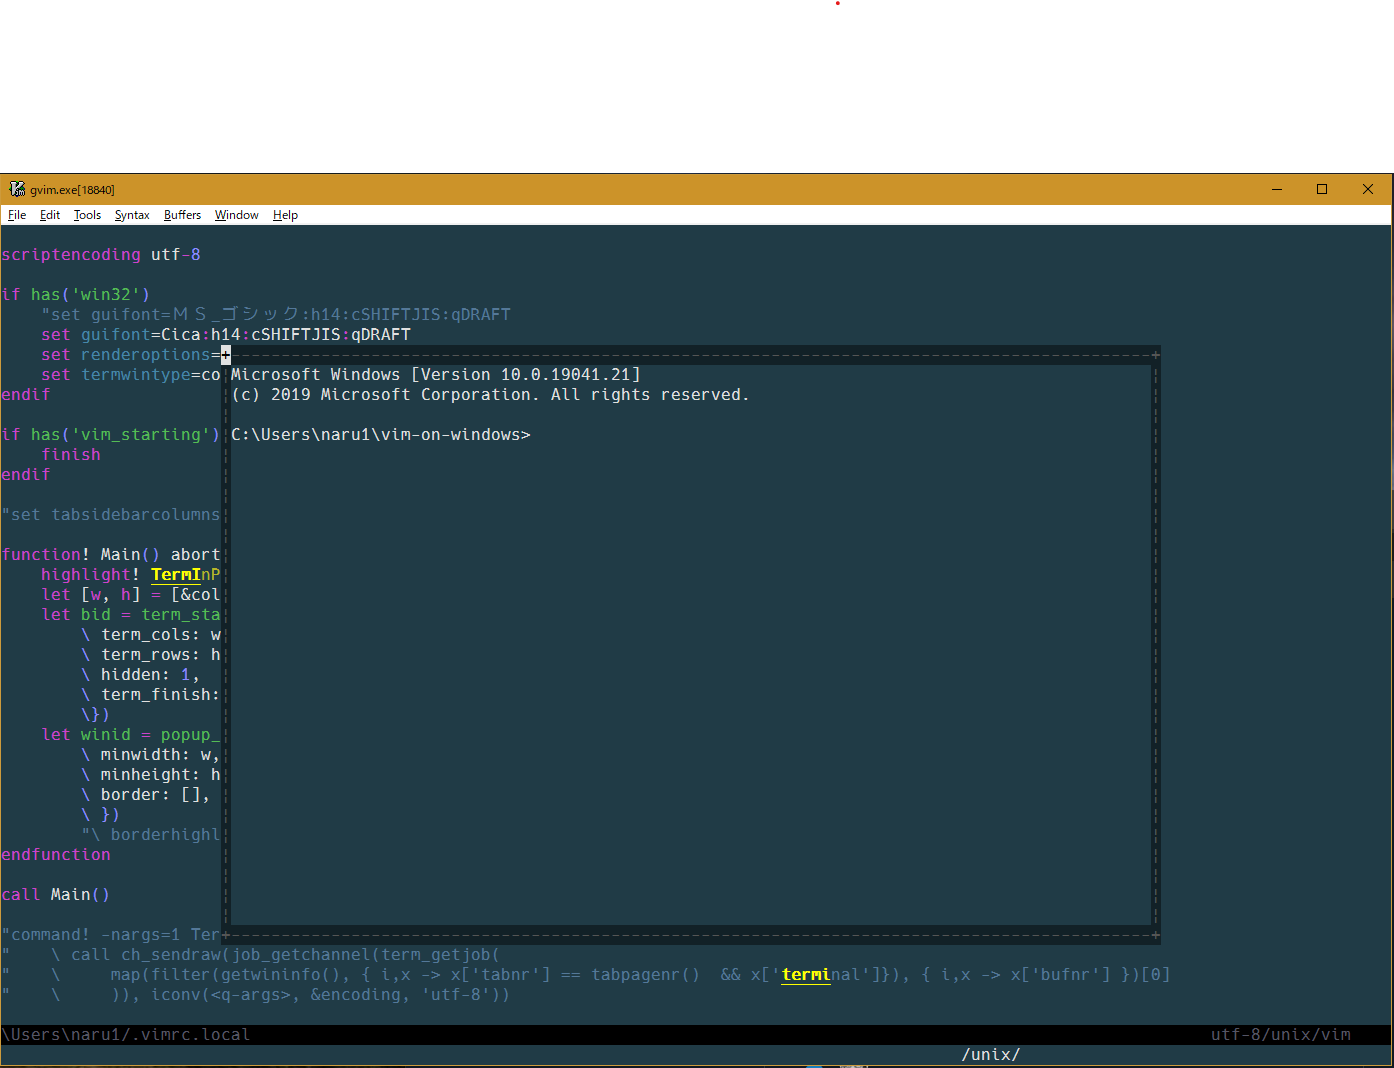 gvim.exe[18840]
File Edit Tools Syntax Buffers Window Help
scriptencoding utf-8
if has('win32')
"set guifont=ＭＳ_ゴシック:h14:cSHIFTJIS:qDRAFT
set guifont=Cica:h14:cSHIFTJIS:qDRAFT
set renderoptions=+----------------------------------------------------------------------------------------------+
set termwintype=co Microsoft Windows [Version 10.0.19041.21]
endif (c) 2019 Microsoft Corporation. All rights reserved.
if has('vim_starting') C:\Users\naru1\vim-on-windows>
finish
endif
"set tabsidebarcolumns
function! Main() abort
highlight! TermInP
let [w, h] = [&col
let bid = term_sta
\ term_cols: w
\ term_rows: h
\ hidden: 1,
\ term_finish:
\})
let winid = popup_
\ minwidth: w,
\ minheight: h
\ border: [],
\ })
"\ borderhighl
endfunction
call Main()
"command! -nargs=1 Ter+--------------------------------------------------------------------------------------------+
" \ call ch_sendraw(job_getchannel(term_getjob(
" \ map(filter(getwininfo(), { i,x -> x['tabnr'] == tabpagenr() && x['terminal']}), { i,x -> x['bufnr'] })[0]
" \ )), iconv(<q-args>, &encoding, 'utf-8'))
\Users\naru1/.vimrc.local utf-8/unix/vim
/unix/